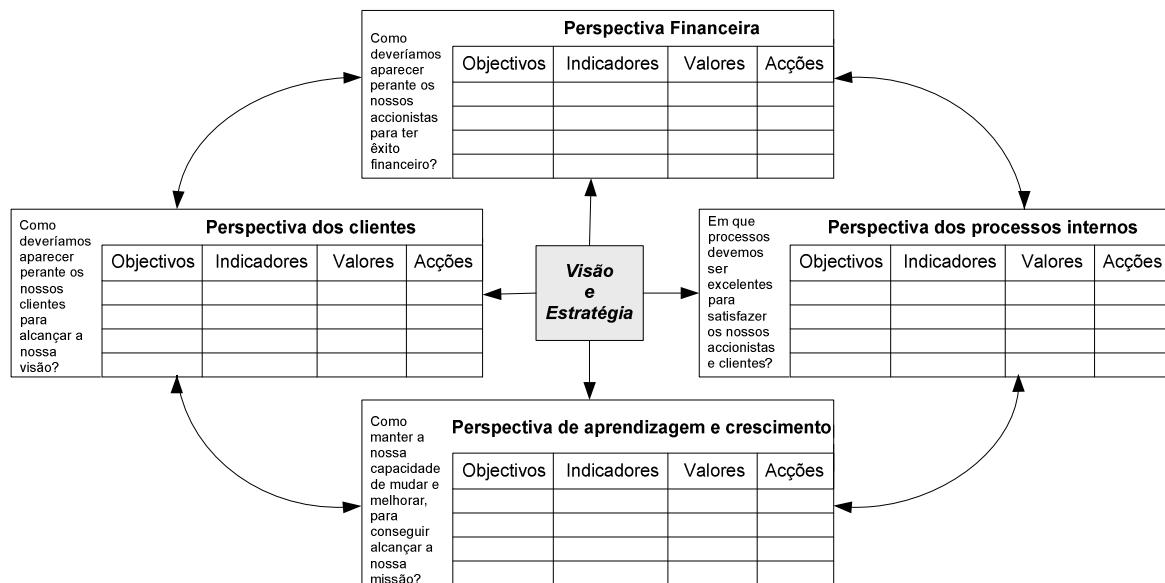 Perspectiva Financeira
Como
deveríamos
aparecer
perante os
nossos
accionistas
para ter
êxito
financeiro?
Objectivos Indicadores Valores Acções
Perspectiva dos clientes
Como
deveríamos
aparecer
perante os
nossos
clientes
para
alcançar a
nossa
visão?
Objectivos Indicadores Valores Acções
Visão
e
Estratégia
Perspectiva dos processos internos
Em que
processos
devemos
ser
excelentes
para
satisfazer
os nossos
accionistas
e clientes?
Objectivos Indicadores Valores Acções
Perspectiva de aprendizagem e crescimento
Como
manter a
nossa
capacidade
de mudar e
melhorar,
para
conseguir
alcançar a
nossa
missão?
Objectivos Indicadores Valores Acções